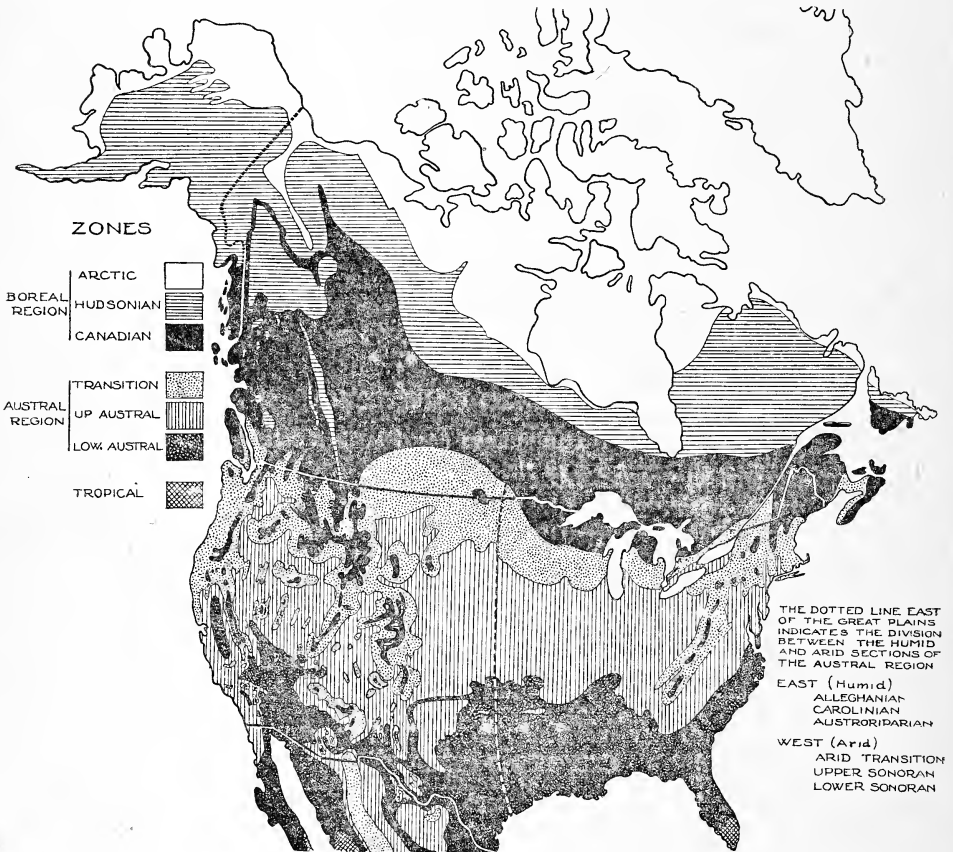 ZONES
BOREAL REGION
ARCTIC
HUDSONIAN
CANADIAN
AUSTRAL REGION
TRANSITION
UP AUSTRAL
LOW. AUSTRAL
TROPICAL
THE DOTTED LINE EAST
OF THE GREAT PLAINS
INDICATES THE DIVISION
BETWEEN THE HUMID
AND ARID SECTIONS OF
THE AUSTRAL REGION
EAST (Humid)
ALLEGHANIAN
CAROLINIAN
AUSTRORIPARIAN
WEST (Arid)
ARID TRANSITION
UPPER SONORAN
LOWER SONORAN